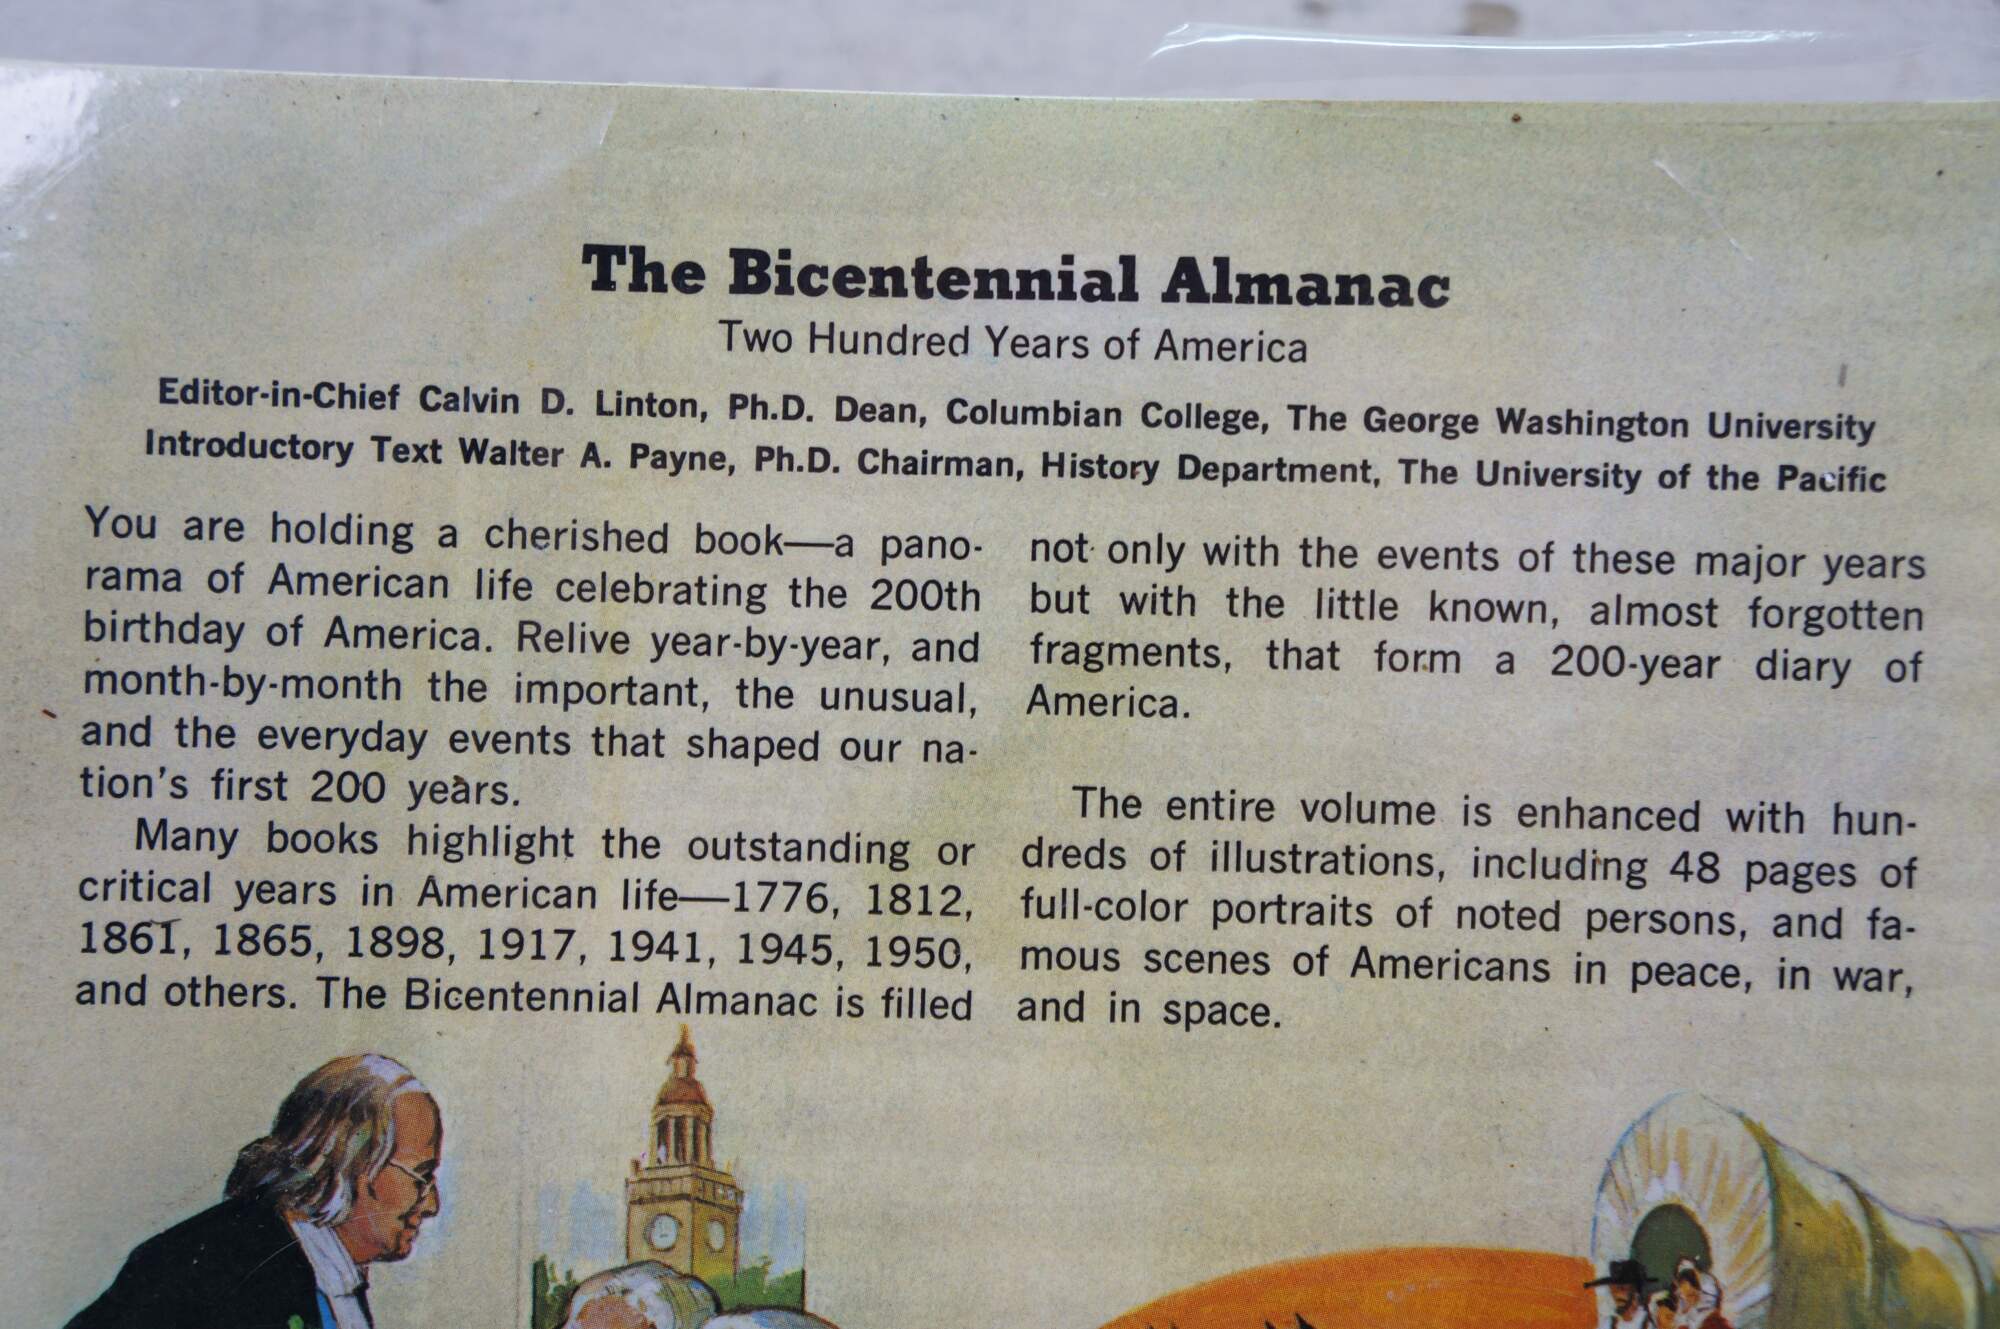 The Bicentennial Almanac
Two Hundred Years of America
Editor-in-Chief Calvin D. Linton, Ph.D. Dean, Columbian College, The George Washington University
Introductory Text Walter A. Payne, Ph.D. Chairman, History Department, The University of the Pacific
You are holding a cherished book—a pano-
rama of American life celebrating the 200th
birthday of America. Relive year-by-year, and
month-by-month the important, the unusual,
and the everyday events that shaped our na-
tion's first 200 years.
Many books highlight the outstanding or
critical years in American life—1776, 1812,
1861, 1865, 1898, 1917, 1941, 1945, 1950,
and others. The Bicentennial Almanac is filled
not only with the events of these major years
but with the little known, almost forgotten
fragments, that form a 200-year diary of
America.
The entire volume is enhanced with hun-
dreds of illustrations, including 48 pages of
full-color portraits of noted persons, and fa-
mous scenes of Americans in peace, in war,
and in space.